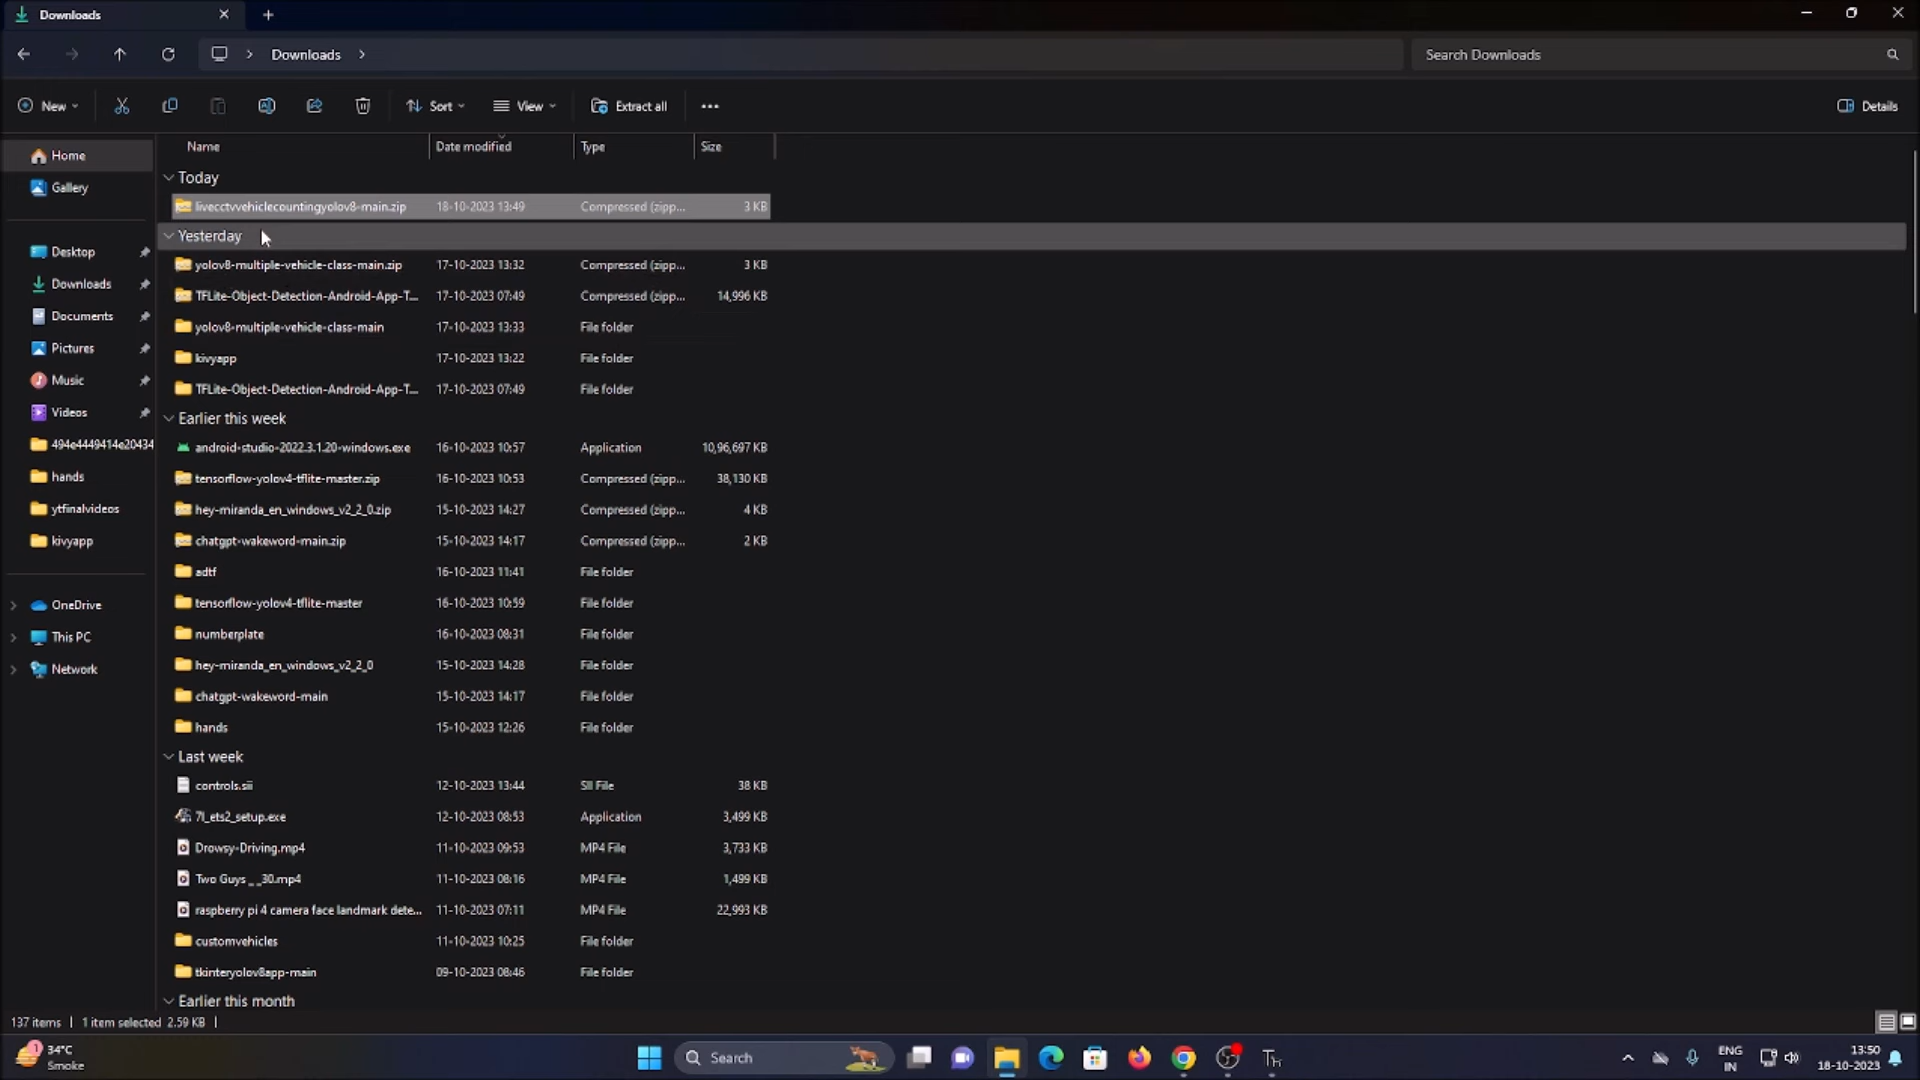 Downloads
Downloads
Search Downloads
New
Sort
View
Extract all
Details
Name Date modified Type Size
Home
Gallery
Desktop
Downloads
Documents
Pictures
Music
Videos
494e4449414e20434
hands
ytfinalvideos
kivyapp
OneDrive
This PC
Network
Today
livecctvvehiclecountingyolov8-main.zip 18-10-2023 13:49 Compressed (zipp... 3 KB
Yesterday
yolov8-multiple-vehicle-class-main.zip 17-10-2023 13:32 Compressed (zipp... 3 KB
TFLite-Object-Detection-Android-App-T... 17-10-2023 07:49 Compressed (zipp... 14,996 KB
yolov8-multiple-vehicle-class-main 17-10-2023 13:33 File folder
kivyapp 17-10-2023 13:22 File folder
TFLite-Object-Detection-Android-App-T... 17-10-2023 07:49 File folder
Earlier this week
android-studio-2022.3.1.20-windows.exe 16-10-2023 10:57 Application 10,96,697 KB
tensorflow-yolov4-tflite-master.zip 16-10-2023 10:53 Compressed (zipp... 38,130 KB
hey-miranda_en_windows_v2_2_0.zip 15-10-2023 14:27 Compressed (zipp... 4 KB
chatgpt-wakeword-main.zip 15-10-2023 14:17 Compressed (zipp... 2 KB
adtf 16-10-2023 11:41 File folder
tensorflow-yolov4-tflite-master 16-10-2023 10:59 File folder
numberplate 16-10-2023 08:31 File folder
hey-miranda_en_windows_v2_2_0 15-10-2023 14:28 File folder
chatgpt-wakeword-main 15-10-2023 14:17 File folder
hands 15-10-2023 12:26 File folder
Last week
controls.sii 12-10-2023 13:44 SII File 38 KB
7l_ets2_setup.exe 12-10-2023 08:53 Application 3,499 KB
Drowsy-Driving.mp4 11-10-2023 09:53 MP4 File 3,733 KB
Two Guys _ _30.mp4 11-10-2023 08:16 MP4 File 1,499 KB
raspberry pi 4 camera face landmark dete... 11-10-2023 07:11 MP4 File 22,993 KB
customvehicles 11-10-2023 10:25 File folder
tkinteryolov8app-main 09-10-2023 08:46 File folder
Earlier this month
137 items 1 item selected 2.59 KB
1
34°C
Smoke
Search
Th
ENG
IN
13:50
18-10-2023